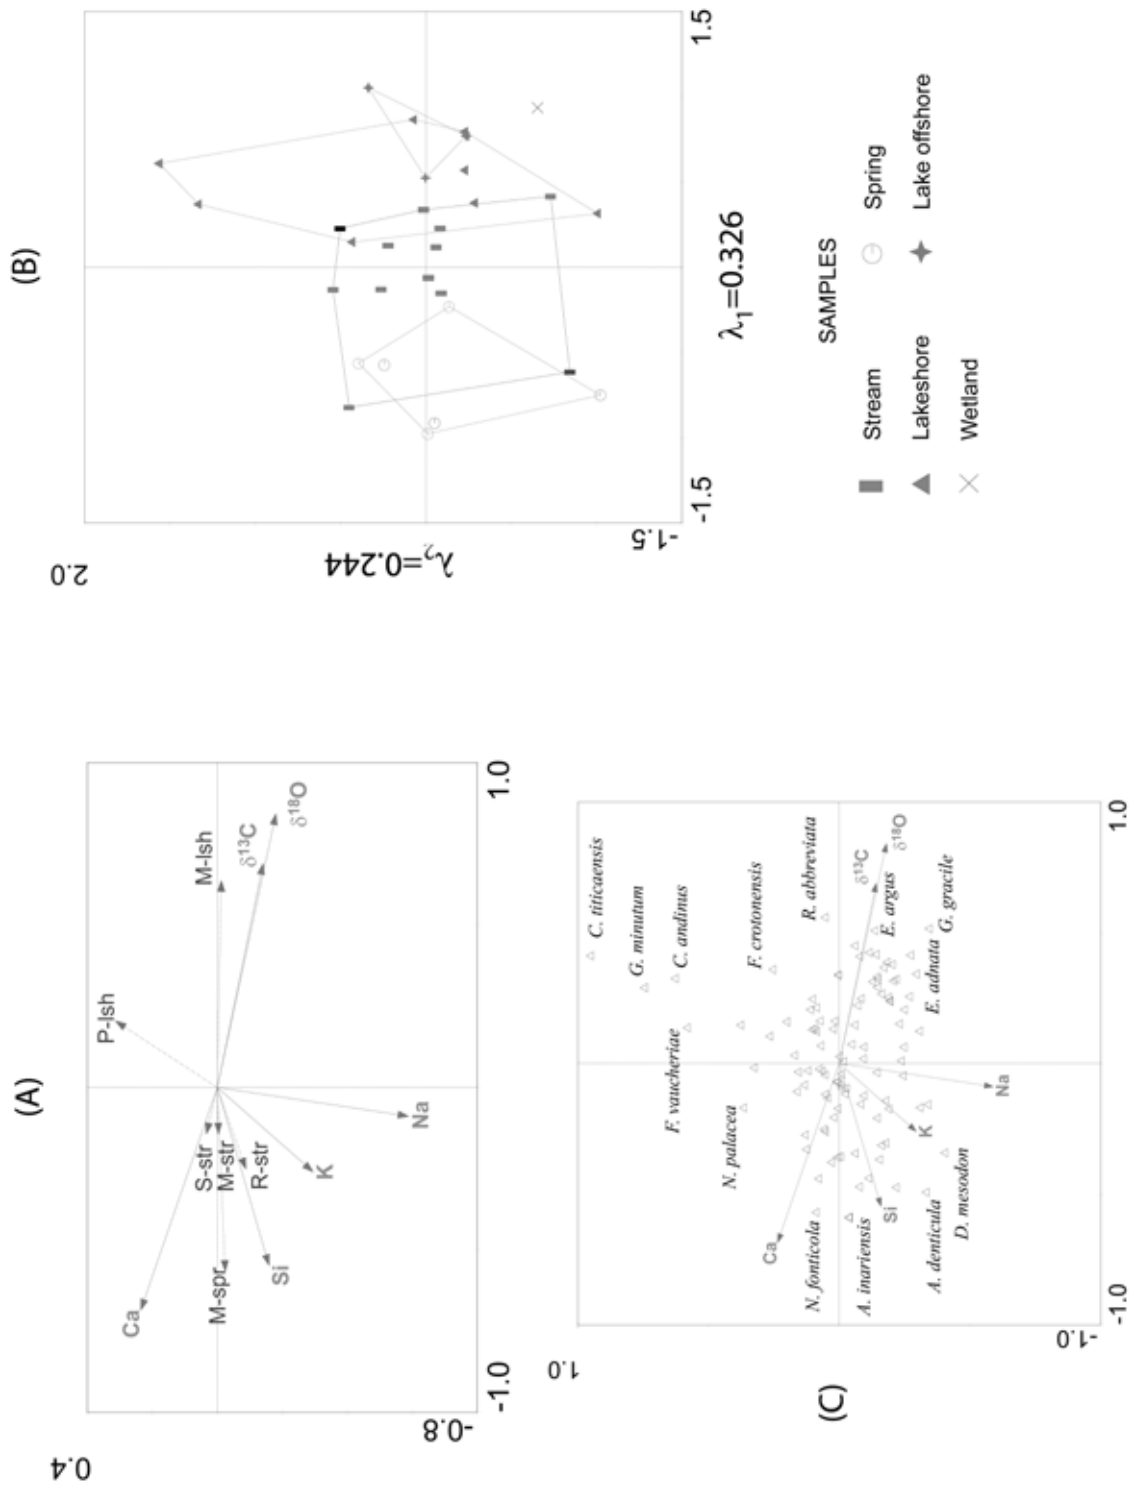 (A)
0.4
-0.8
-1.0
1.0
Ca
P-lsh
M-lsh
δ13C
δ18O
S-str
M-str
R-str
M-spr
Si
K
Na
(B)
2.0
-1.5
-1.5
1.5
λ2=0.244
λ1=0.326
SAMPLES
Stream
Spring
Lakeshore
Lake offshore
Wetland
(C)
1.0
-1.0
-1.0
1.0
C. titicaensis
G. minutum
C. andinus
F. vaucheriae
F. crotonensis
N. palacea
R. abbreviata
Ca
N. fonticola
δ13C
δ18O
A. inariensis
Si
E. argus
K
G. gracile
E. adnata
A. denticula
D. mesodon
Na